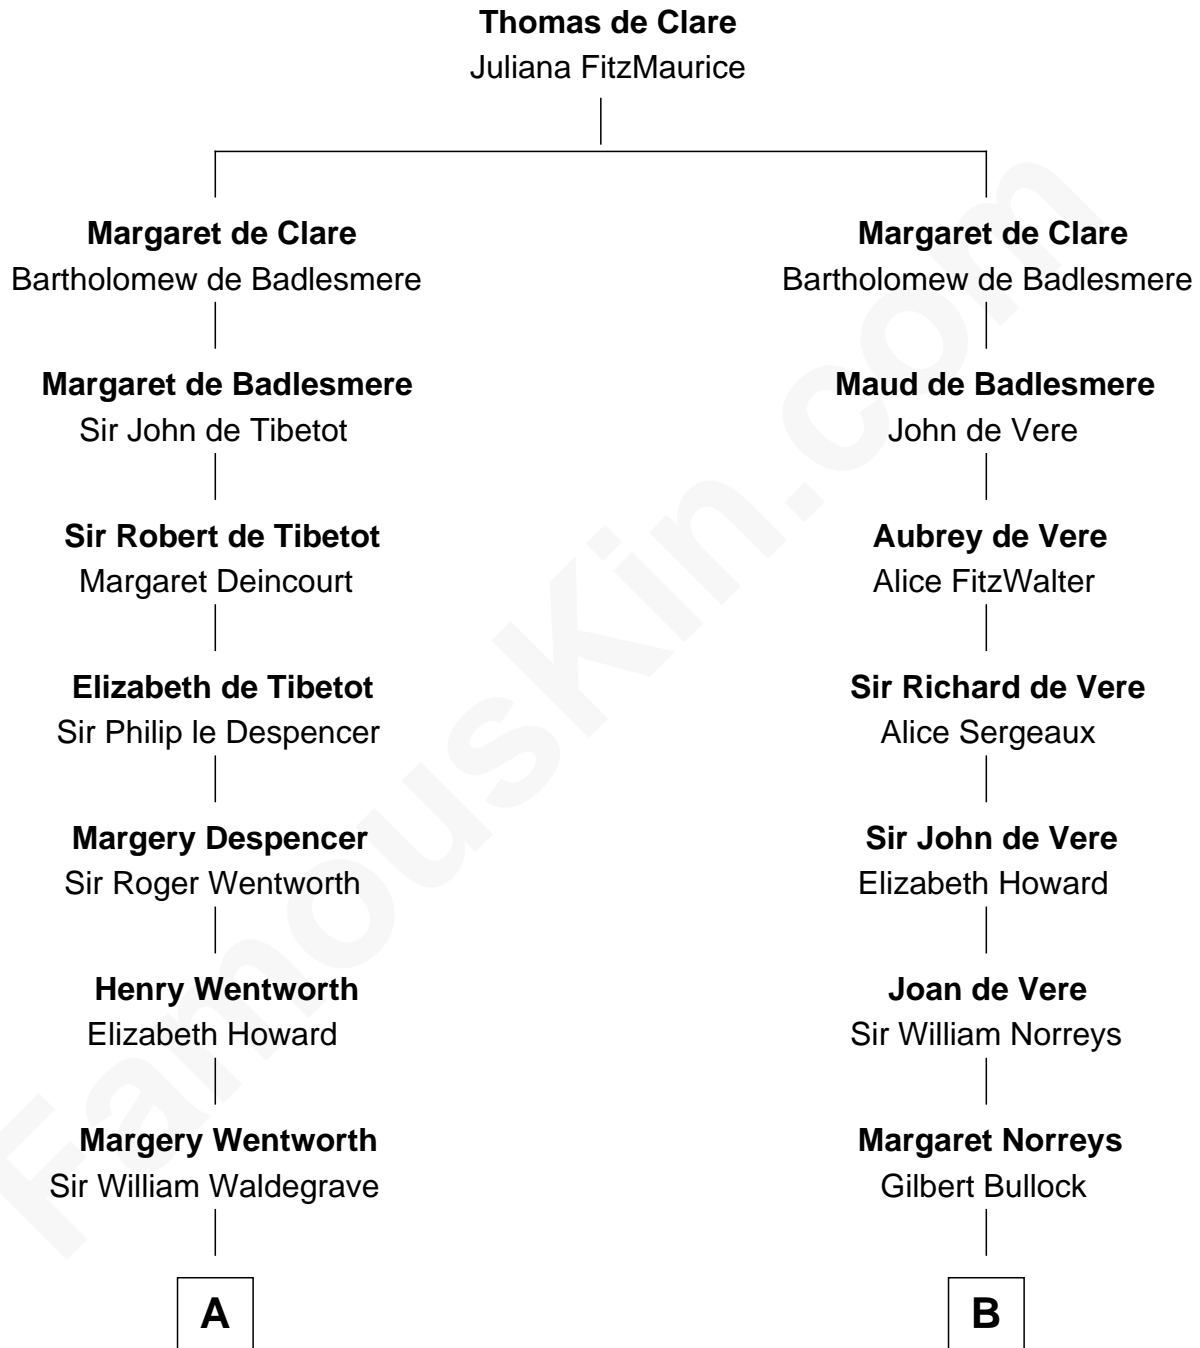 Thomas de Clare
Juliana FitzMaurice
Margaret de Clare
Bartholomew de Badlesmere
Margaret de Clare
Bartholomew de Badlesmere
Margaret de Badlesmere
Sir John de Tibetot
Maud de Badlesmere
John de Vere
Sir Robert de Tibetot
Margaret Deincourt
Aubrey de Vere
Alice FitzWalter
Elizabeth de Tibetot
Sir Philip le Despencer
Sir Richard de Vere
Alice Sergeaux
Margery Despencer
Sir Roger Wentworth
Sir John de Vere
Elizabeth Howard
Henry Wentworth
Elizabeth Howard
Joan de Vere
Sir William Norreys
Margery Wentworth
Sir William Waldegrave
Margaret Norreys
Gilbert Bullock
A
B
FamousKin.com